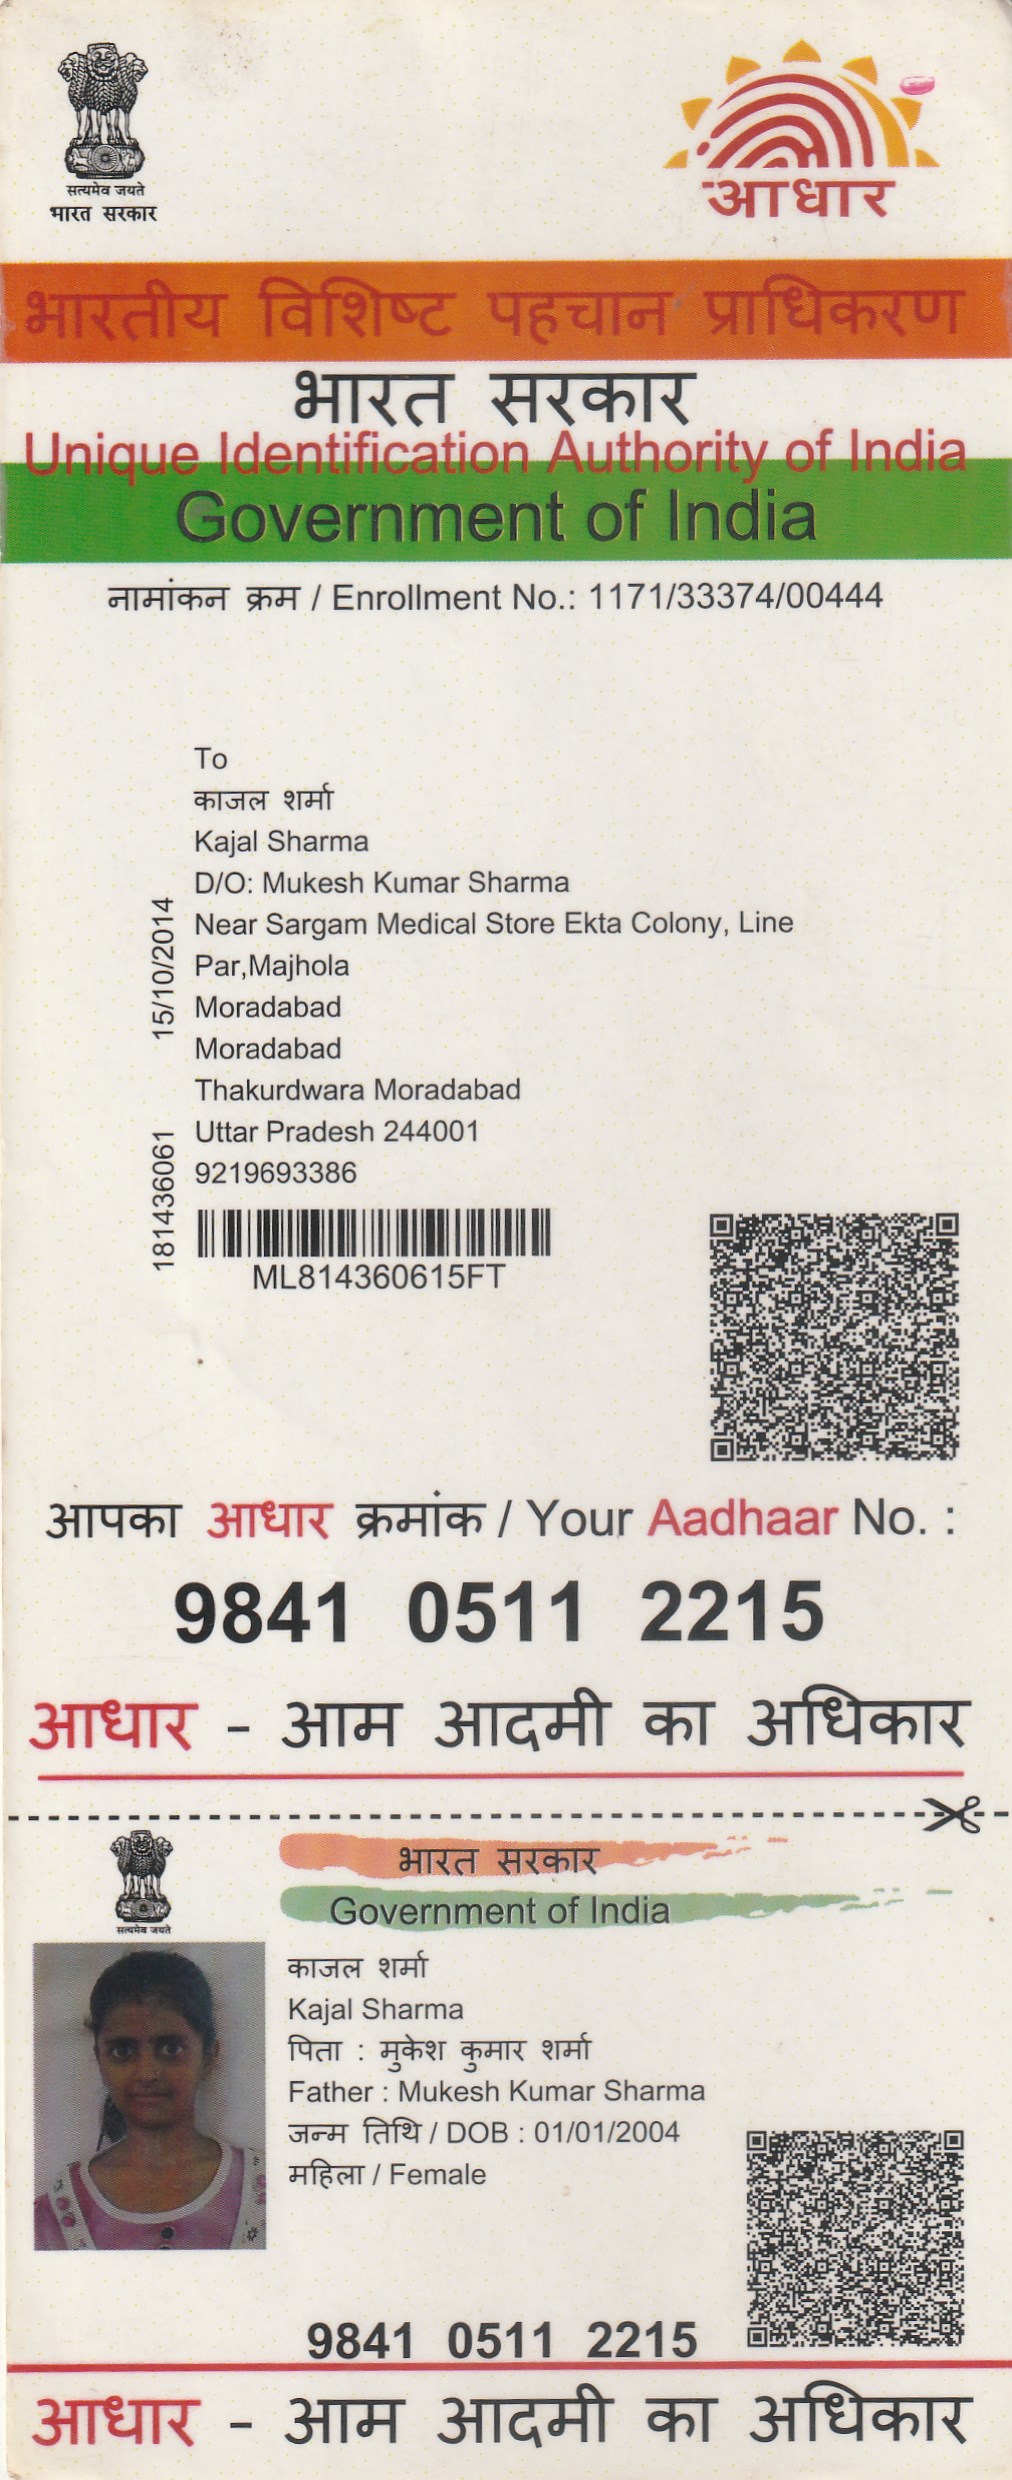 सत्यमेव जयते
भारत सरकार
आधार
भारतीय विशिष्ट पहचान प्राधिकरण
भारत सरकार
Unique Identification Authority of India
Government of India
नामांकन क्रम / Enrollment No.: 1171/33374/00444
To
काजल शर्मा
Kajal Sharma
D/O: Mukesh Kumar Sharma
Near Sargam Medical Store Ekta Colony, Line
Par,Majhola
Moradabad
Moradabad
Thakurdwara Moradabad
Uttar Pradesh 244001
9219693386
181436061 15/10/2014
ML814360615FT
आपका आधार क्रमांक / Your Aadhaar No. :
9841 0511 2215
आधार - आम आदमी का अधिकार
सत्यमेव जयते
भारत सरकार
Government of India
काजल शर्मा
Kajal Sharma
पिता : मुकेश कुमार शर्मा
Father : Mukesh Kumar Sharma
जन्म तिथि / DOB : 01/01/2004
महिला / Female
9841 0511 2215
आधार - आम आदमी का अधिकार